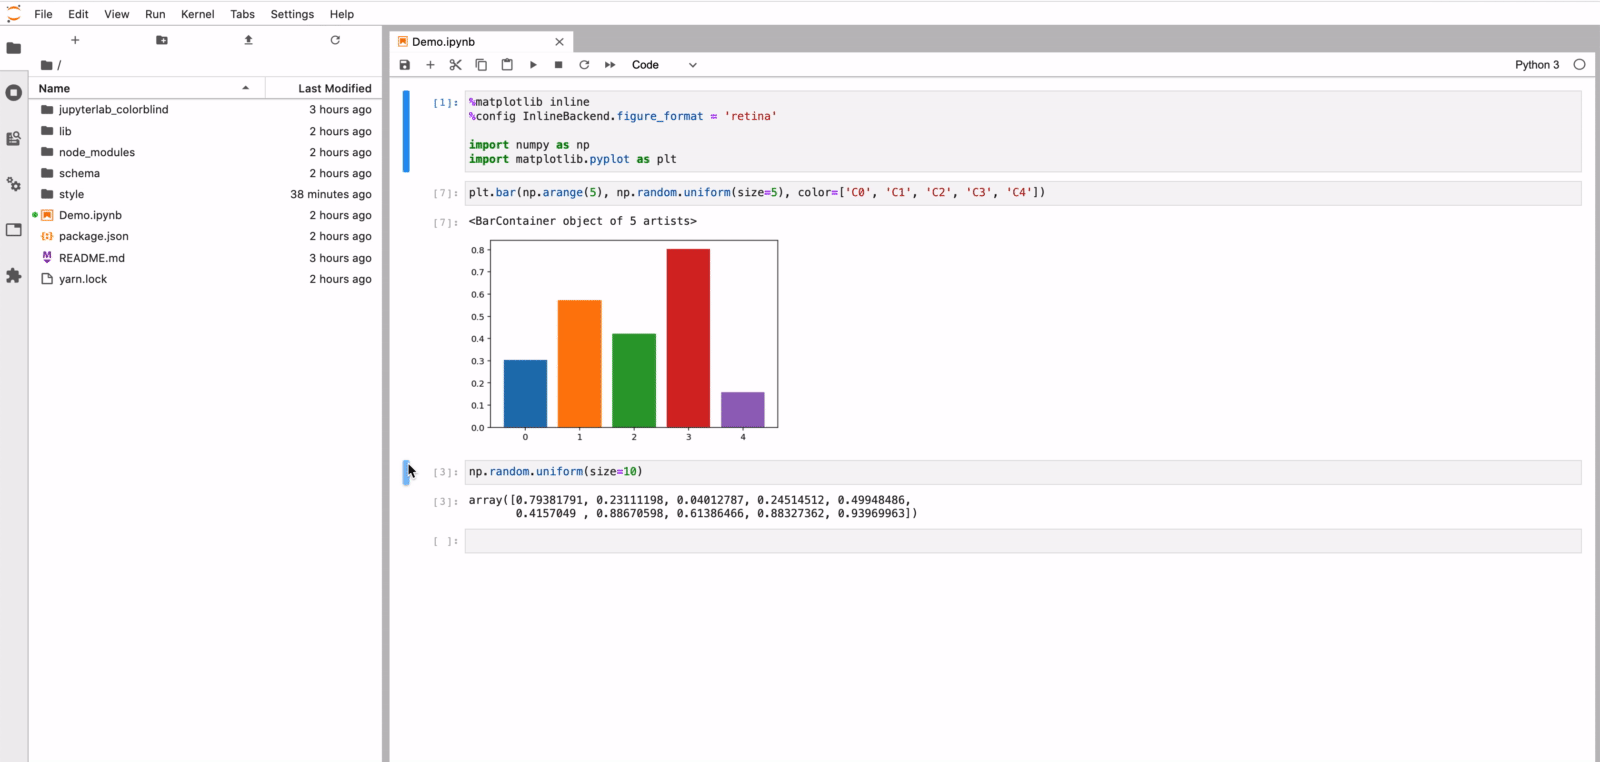 File Edit View Run Kernel Tabs Settings Help
/
Name Last Modified
jupyterlab_colorblind 3 hours ago
lib 2 hours ago
node_modules 2 hours ago
schema 2 hours ago
style 38 minutes ago
Demo.ipynb 2 hours ago
package.json 2 hours ago
README.md 3 hours ago
yarn.lock 2 hours ago
Demo.ipynb
Code Python 3
[1]: %matplotlib inline
%config InlineBackend.figure_format = 'retina'
import numpy as np
import matplotlib.pyplot as plt
[7]: plt.bar(np.arange(5), np.random.uniform(size=5), color=['C0', 'C1', 'C2', 'C3', 'C4'])
[7]: <BarContainer object of 5 artists>
0.8
0.7
0.6
0.5
0.4
0.3
0.2
0.1
0.0
0 1 2 3 4
[3]: np.random.uniform(size=10)
[3]: array([0.79381791, 0.23111198, 0.04012787, 0.24514512, 0.49948486,
0.4157049 , 0.88670598, 0.61386466, 0.88327362, 0.93969963])
[ ]: